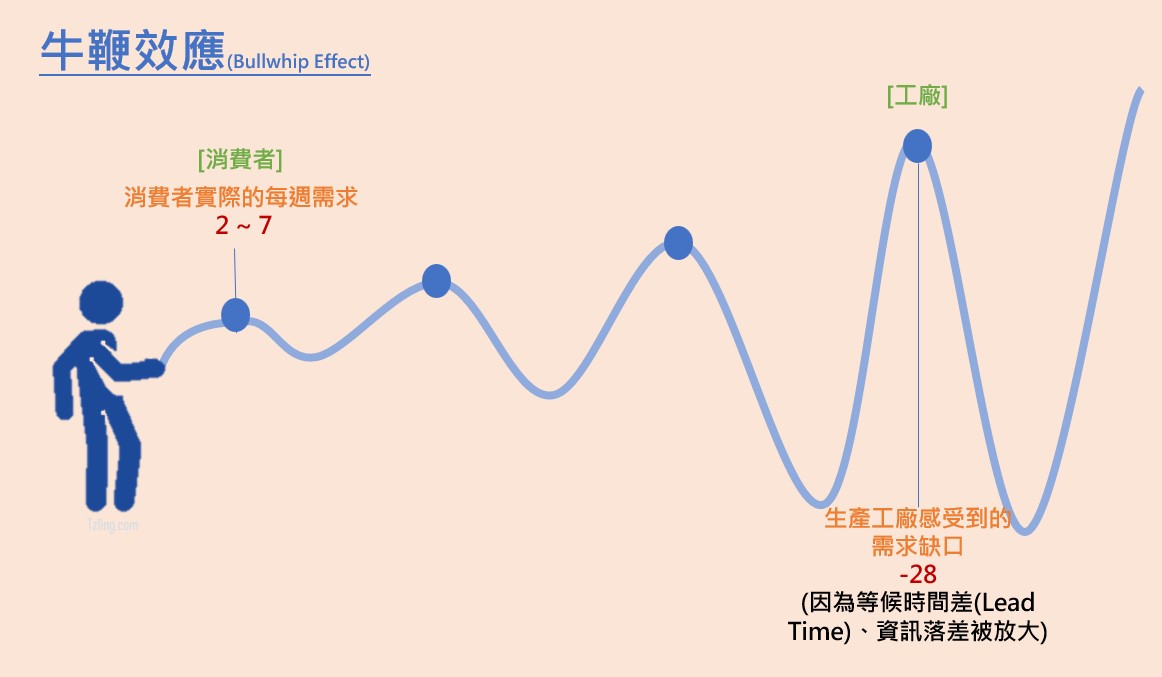 牛鞭效應(Bullwhip Effect)
[工廠]
[消費者]
消費者實際的每週需求
2 ~ 7
Tzfing.com
生產工廠感受到的
需求缺口
-28
(因為等候時間差(Lead
Time)、資訊落差被放大)